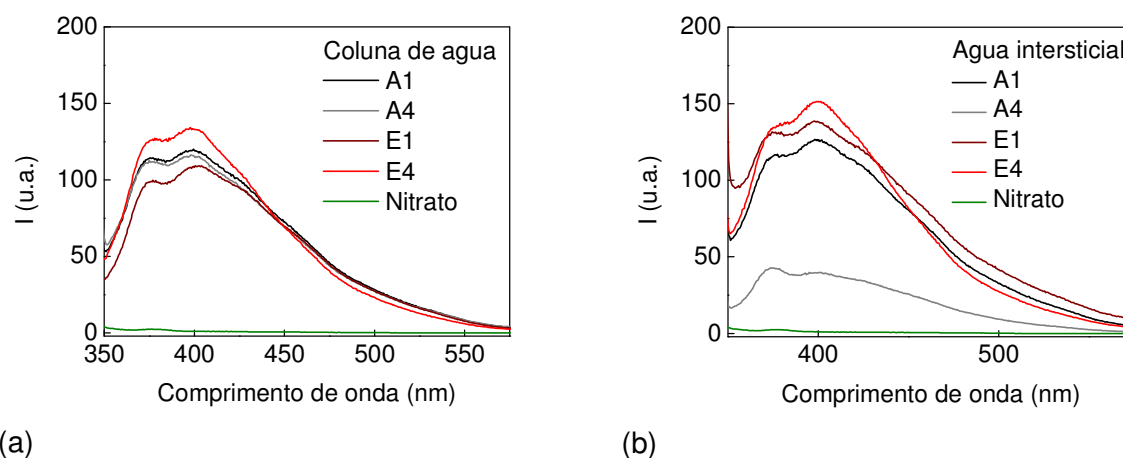 200
150
100
50
0
I (u.a.)
Coluna de agua
A1
A4
E1
E4
Nitrato
350
400
450
500
550
Comprimento de onda (nm)
(a)
200
150
100
50
0
I (u.a.)
Agua intersticial
A1
A4
E1
E4
Nitrato
400
500
Comprimento de onda (nm)
(b)